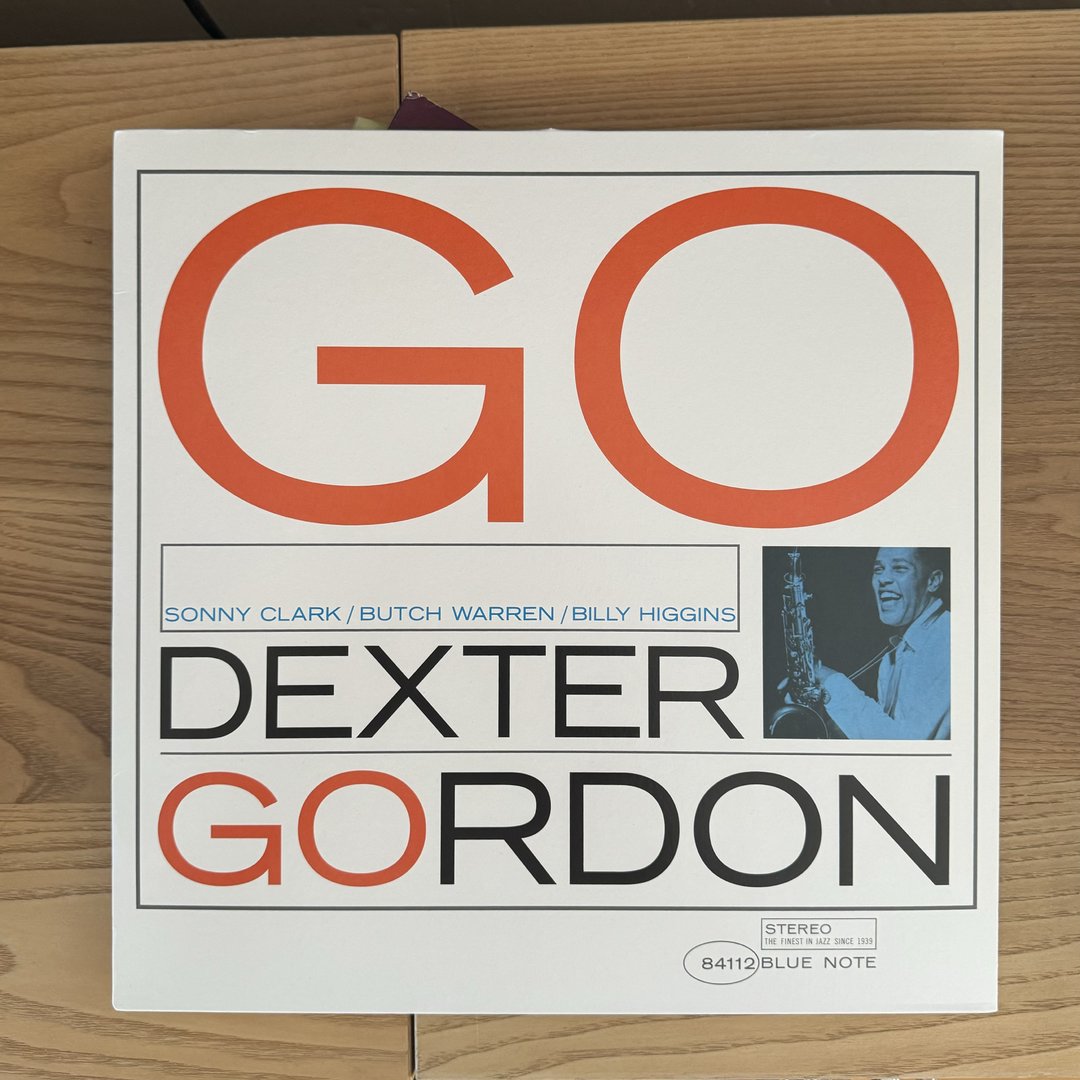 GO
SONNY CLARK/BUTCH WARREN/BILLY HIGGINS
DEXTER
GORDON
STEREO
THE FINEST IN JAZZ SINCE 1939
84112 BLUE NOTE